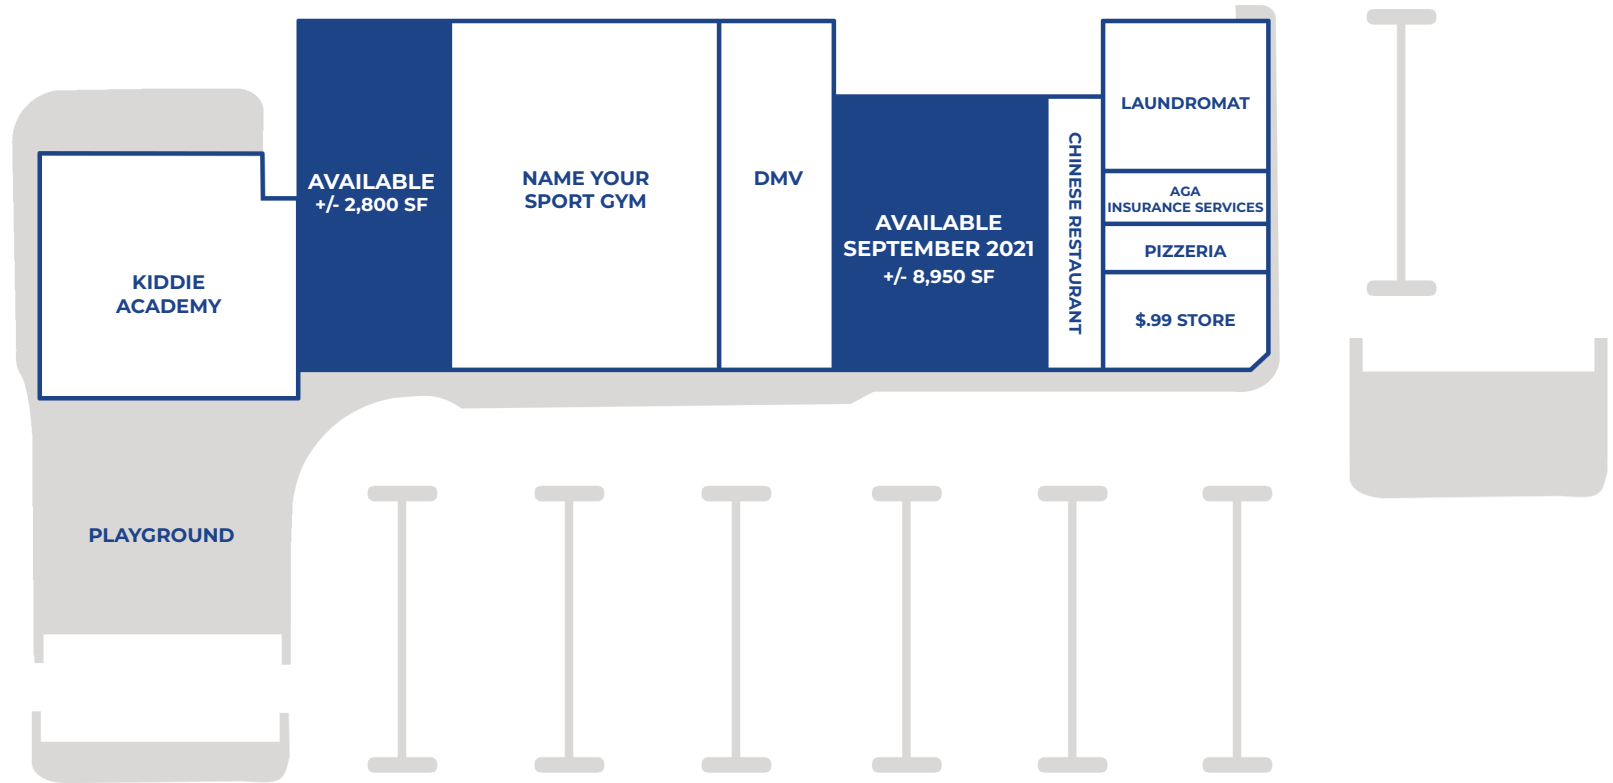 KIDDIE
ACADEMY
PLAYGROUND
AVAILABLE
+/- 2,800 SF
NAME YOUR
SPORT GYM
DMV
AVAILABLE
SEPTEMBER 2021
+/- 8,950 SF
CHINESE RESTAURANT
LAUNDROMAT
AGA
INSURANCE SERVICES
PIZZERIA
$.99 STORE